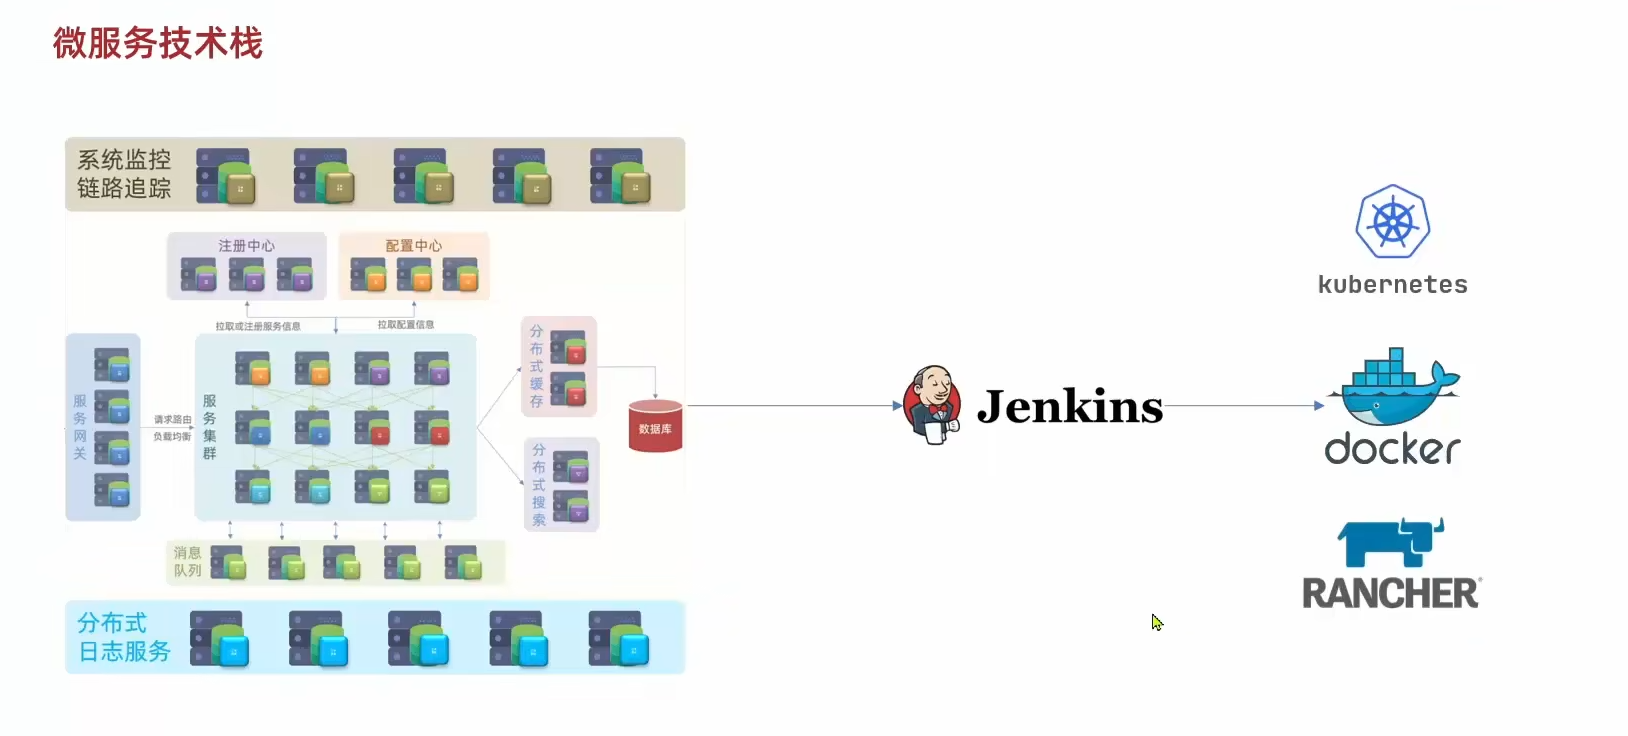 微服务技术栈
系统监控
链路追踪
注册中心
配置中心
拉取或注册服务信息
拉取配置信息
服务网关
请求路由
负载均衡
服务集群
分布式缓存
分布式搜索
数据库
消息
队列
分布式
日志服务
Jenkins
kubernetes
docker
RANCHER